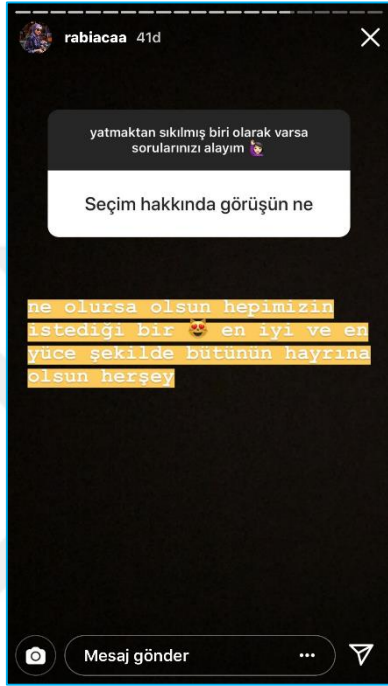 rabiacaa 41d
yatmaktan sıkılmış biri olarak varsa
sorularınızı alayım 🙋🏻‍♀️
Seçim hakkında görüşün ne
ne olursa olsun hepimizin
istediği bir 😻 en iyi ve en
yüce şekilde bütünün hayrına
olsun herşey
Mesaj gönder